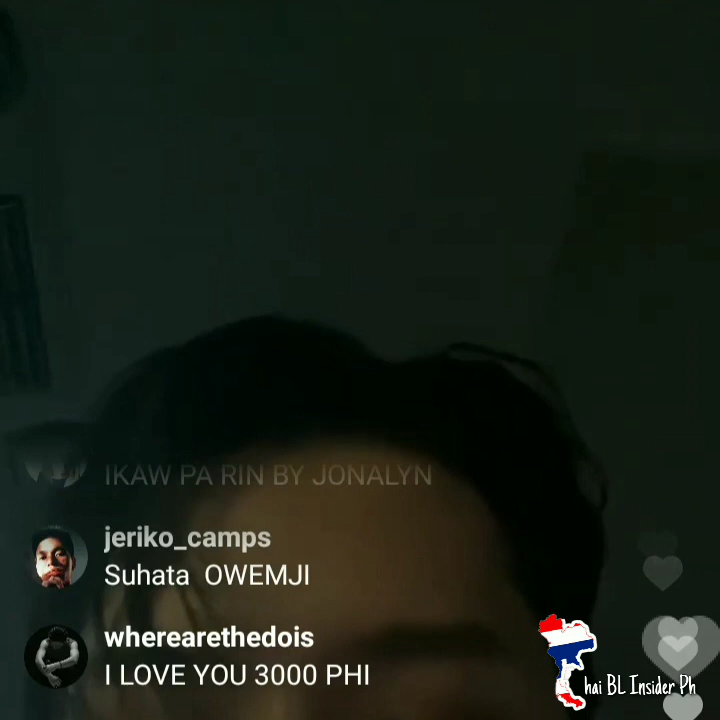 IKAW PA RIN BY JONALYN
jeriko_camps
Suhata OWEMJI
wherearethedois
I LOVE YOU 3000 PHI
hai BL Insider Ph